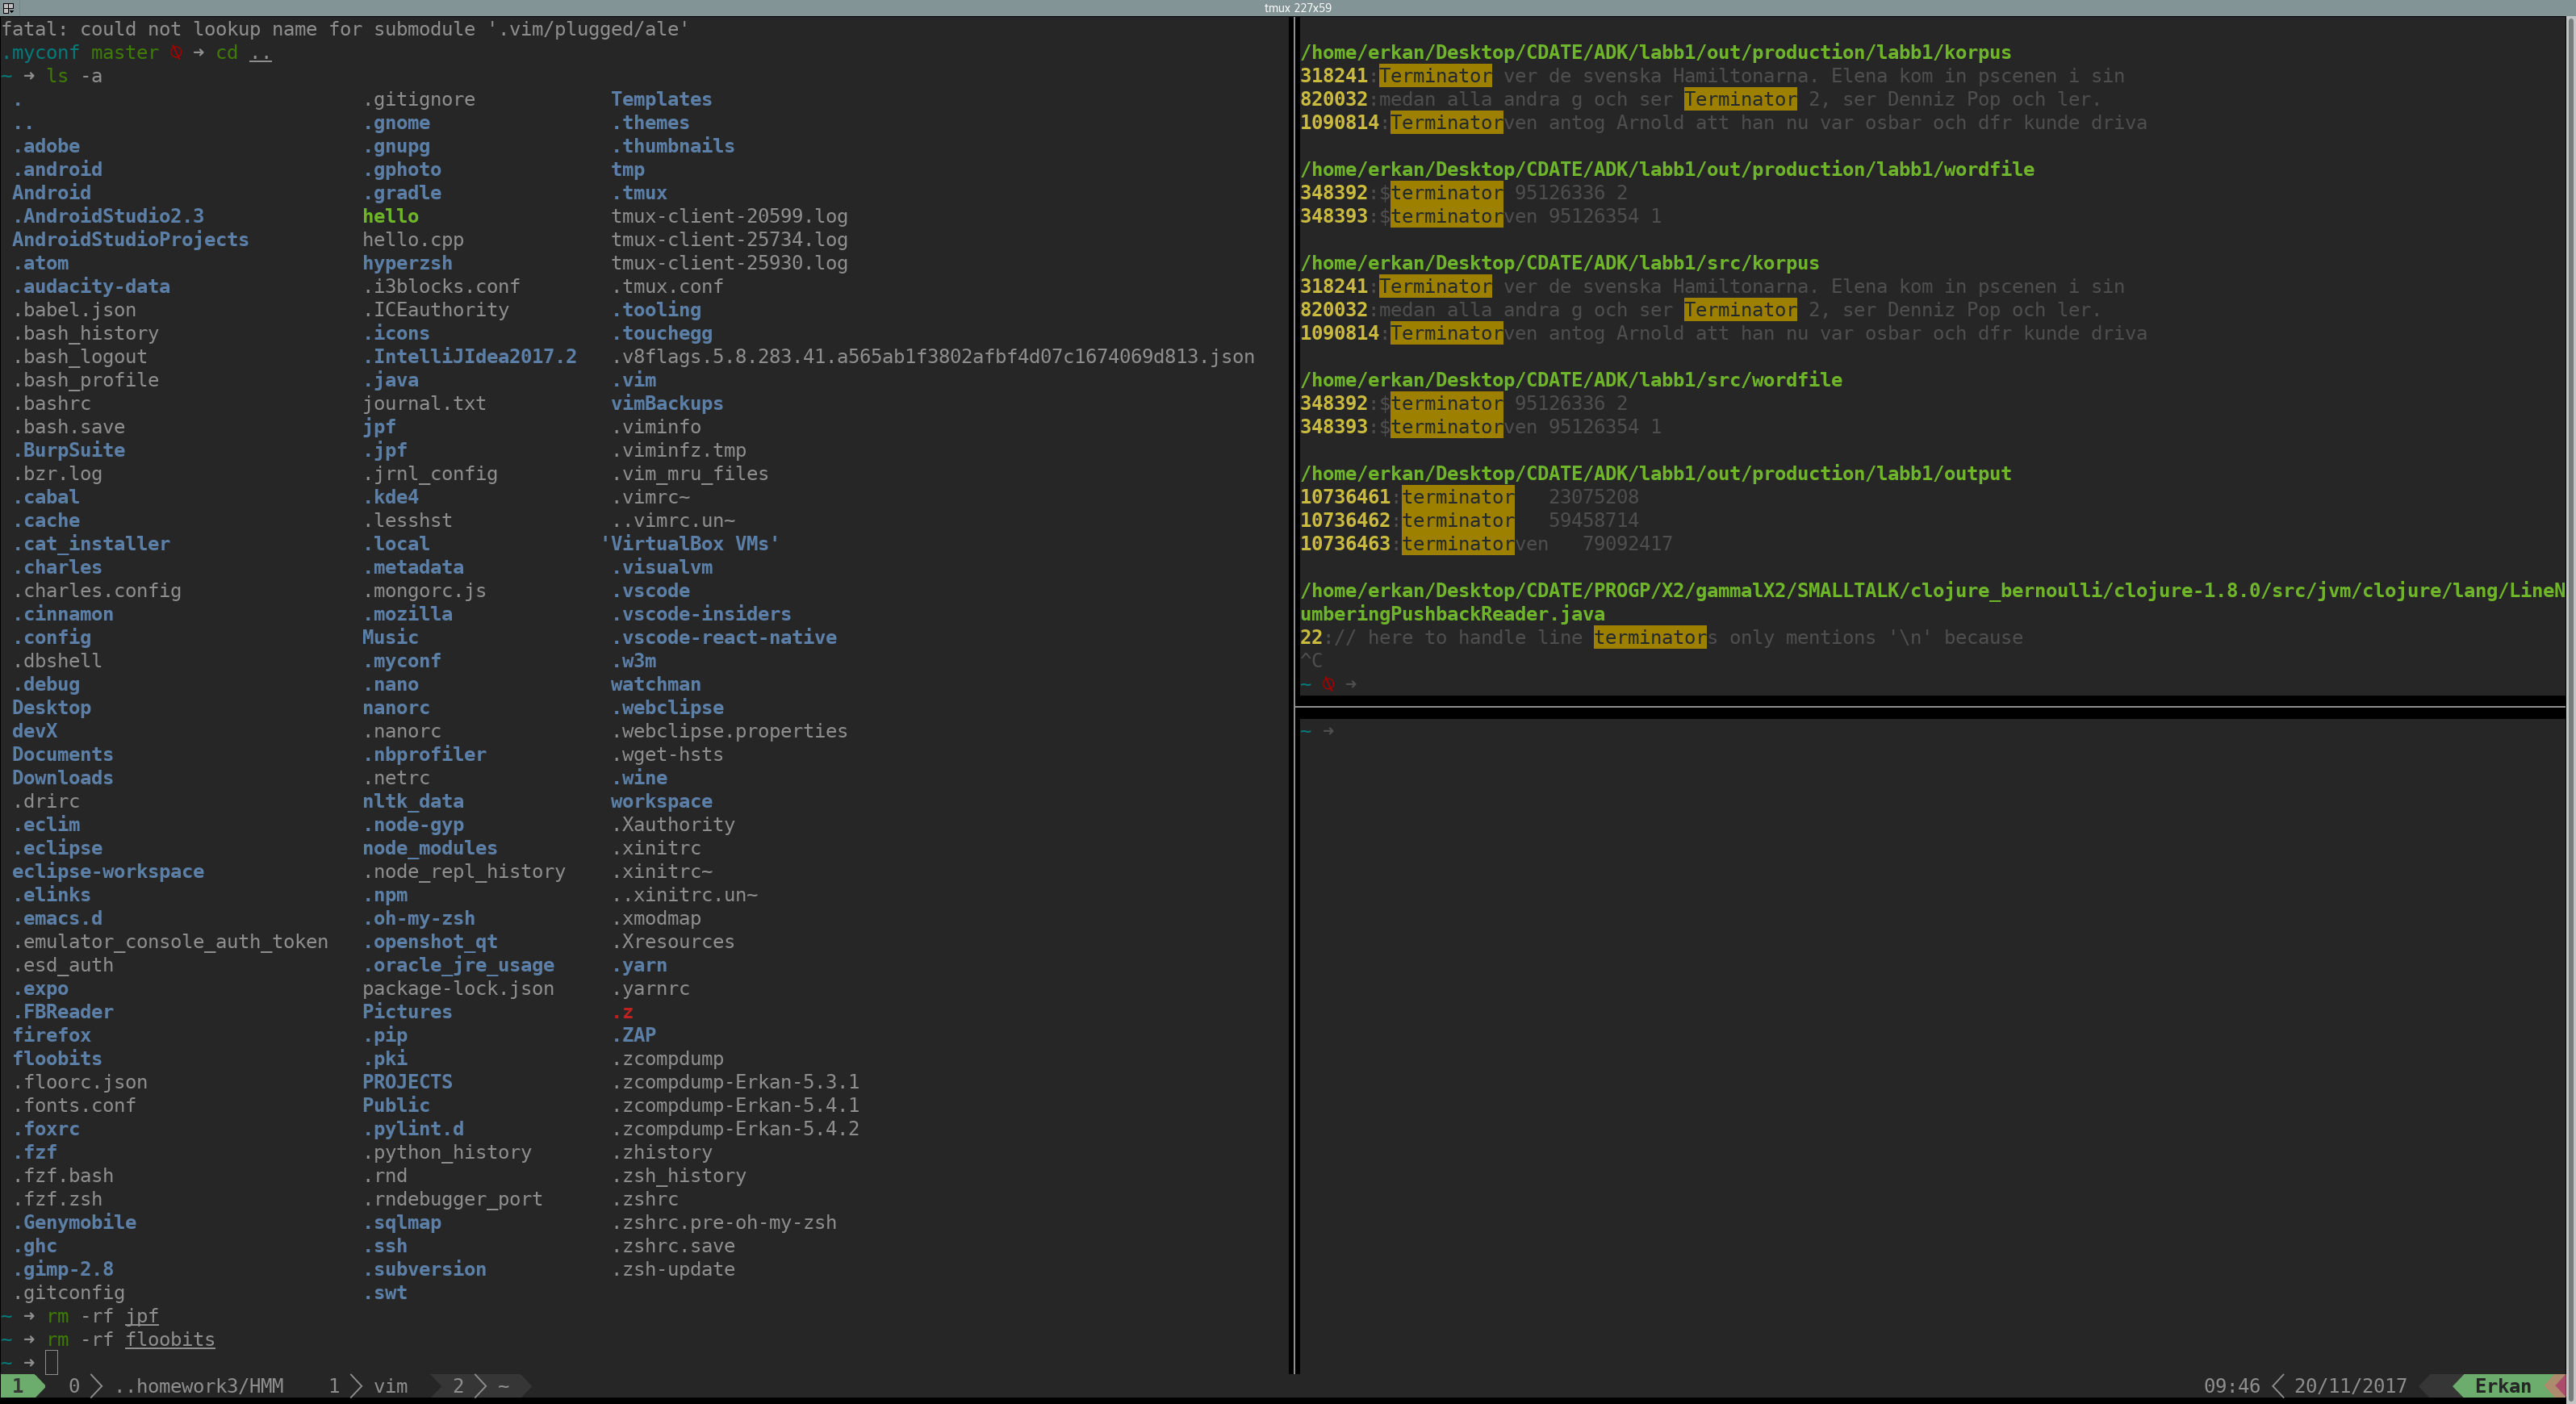 tmux 227x59
fatal: could not lookup name for submodule '.vim/plugged/ale'
.myconf master ➜ cd ..
~ ➜ ls -a
. .gitignore Templates
.. .gnome .themes
.adobe .gnupg .thumbnails
.android .gphoto tmp
Android .gradle .tmux
.AndroidStudio2.3 hello tmux-client-20599.log
AndroidStudioProjects hello.cpp tmux-client-25734.log
.atom hyperzsh tmux-client-25930.log
.audacity-data .i3blocks.conf .tmux.conf
.babel.json .ICEauthority .tooling
.bash_history .icons .touchegg
.bash_logout .IntelliJIdea2017.2 .v8flags.5.8.283.41.a565ab1f3802afbf4d07c1674069d813.json
.bash_profile .java .vim
.bashrc journal.txt vimBackups
.bash.save jpf .viminfo
.BurpSuite .jpf .viminfz.tmp
.bzr.log .jrnl_config .vim_mru_files
.cabal .kde4 .vimrc~
.cache .lesshst ..vimrc.un~
.cat_installer .local 'VirtualBox VMs'
.charles .metadata .visualvm
.charles.config .mongorc.js .vscode
.cinnamon .mozilla .vscode-insiders
.config Music .vscode-react-native
.dbshell .myconf .w3m
.debug .nano watchman
Desktop nanorc .webclipse
devX .nanorc .webclipse.properties
Documents .nbprofiler .wget-hsts
Downloads .netrc .wine
.drirc nltk_data workspace
.eclim .node-gyp .Xauthority
.eclipse node_modules .xinitrc
eclipse-workspace .node_repl_history .xinitrc~
.elinks .npm ..xinitrc.un~
.emacs.d .oh-my-zsh .xmodmap
.emulator_console_auth_token .openshot_qt .Xresources
.esd_auth .oracle_jre_usage .yarn
.expo package-lock.json .yarnrc
.FBReader Pictures .z
firefox .pip .ZAP
floobits .pki .zcompdump
.floorc.json PROJECTS .zcompdump-Erkan-5.3.1
.fonts.conf Public .zcompdump-Erkan-5.4.1
.foxrc .pylint.d .zcompdump-Erkan-5.4.2
.fzf .python_history .zhistory
.fzf.bash .rnd .zsh_history
.fzf.zsh .rndebugger_port .zshrc
.Genymobile .sqlmap .zshrc.pre-oh-my-zsh
.ghc .ssh .zshrc.save
.gimp-2.8 .subversion .zsh-update
.gitconfig .swt
~ ➜ rm -rf jpf
~ ➜ rm -rf floobits
~ ➜
/home/erkan/Desktop/CDATE/ADK/labb1/out/production/labb1/korpus
318241:Terminator ver de svenska Hamiltonarna. Elena kom in pscenen i sin
820032:medan alla andra g och ser Terminator 2, ser Denniz Pop och ler.
1090814:Terminatorven antog Arnold att han nu var osbar och dfr kunde driva
/home/erkan/Desktop/CDATE/ADK/labb1/out/production/labb1/wordfile
348392:$terminator 95126336 2
348393:$terminatorven 95126354 1
/home/erkan/Desktop/CDATE/ADK/labb1/src/korpus
318241:Terminator ver de svenska Hamiltonarna. Elena kom in pscenen i sin
820032:medan alla andra g och ser Terminator 2, ser Denniz Pop och ler.
1090814:Terminatorven antog Arnold att han nu var osbar och dfr kunde driva
/home/erkan/Desktop/CDATE/ADK/labb1/src/wordfile
348392:$terminator 95126336 2
348393:$terminatorven 95126354 1
/home/erkan/Desktop/CDATE/ADK/labb1/out/production/labb1/output
10736461:terminator 23075208
10736462:terminator 59458714
10736463:terminatorven 79092417
/home/erkan/Desktop/CDATE/PROGP/X2/gammalX2/SMALLTALK/clojure_bernoulli/clojure-1.8.0/src/jvm/clojure/lang/LineN
umberingPushbackReader.java
22:// here to handle line terminators only mentions '\n' because
^C
~ ➜
~ ➜
1 0 ..homework3/HMM 1 vim 2 ~ 09:46 20/11/2017 Erkan